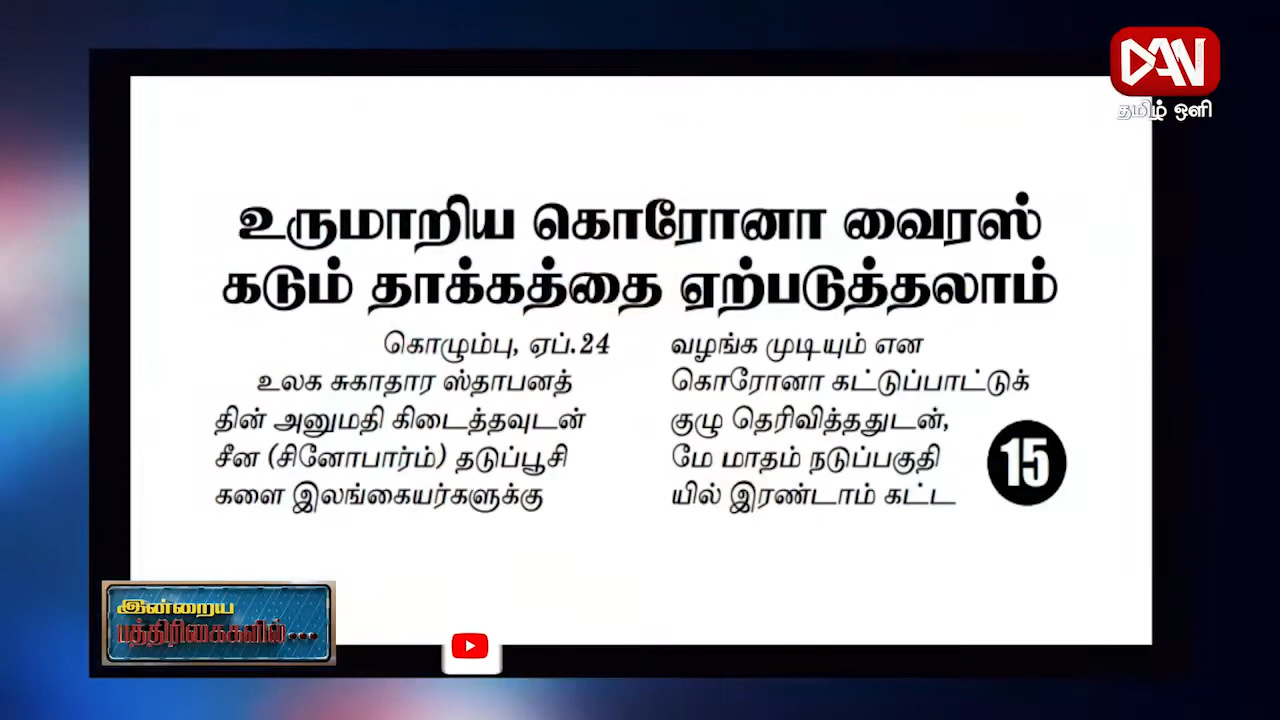 DAN
தமிழ் ஒளி
உருமாறிய கொரோனா வைரஸ்
கடும் தாக்கத்தை ஏற்படுத்தலாம்
கொழும்பு, ஏப்.24
உலக சுகாதார ஸ்தாபனத்
தின் அனுமதி கிடைத்தவுடன்
சீன (சினோபார்ம்) தடுப்பூசி
களை இலங்கையர்களுக்கு
வழங்க முடியும் என
கொரோனா கட்டுப்பாட்டுக்
குழு தெரிவித்ததுடன்,
மே மாதம் நடுப்பகுதி
யில் இரண்டாம் கட்ட
15
இன்றைய
பத்திரிகைகளில்...